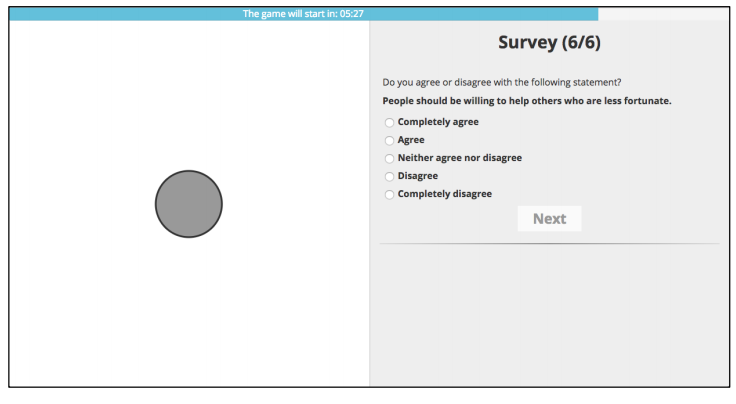 The game will start in: 05:27
Survey (6/6)
Do you agree or disagree with the following statement?
People should be willing to help others who are less fortunate.
Completely agree
Agree
Neither agree nor disagree
Disagree
Completely disagree
Next